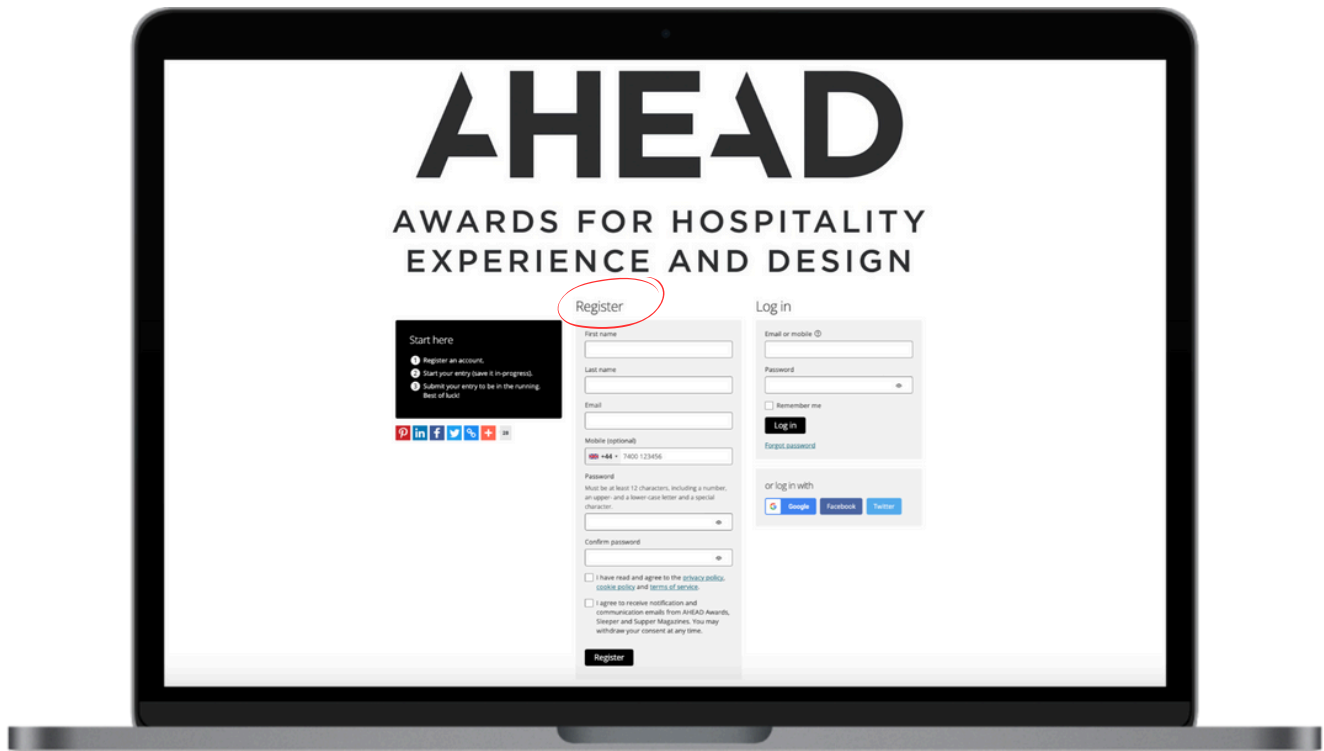 AHEAD
AWARDS FOR HOSPITALITY
EXPERIENCE AND DESIGN
Start here
1 Register an account.
2 Start your entry (save it in-progress).
3 Submit your entry to be in the running.
Best of luck!
28
Register
First name
Last name
Email
Mobile (optional)
+44 7400 123456
Password
Must be at least 12 characters, including a number,
an upper- and a lower-case letter and a special
character.
Confirm password
I have read and agree to the privacy policy,
cookie policy and terms of service.
I agree to receive notification and
communication emails from AHEAD Awards,
Sleeper and Supper Magazines. You may
withdraw your consent at any time.
Register
Log in
Email or mobile
Password
Remember me
Log in
Forgot password
or log in with
G Google Facebook Twitter